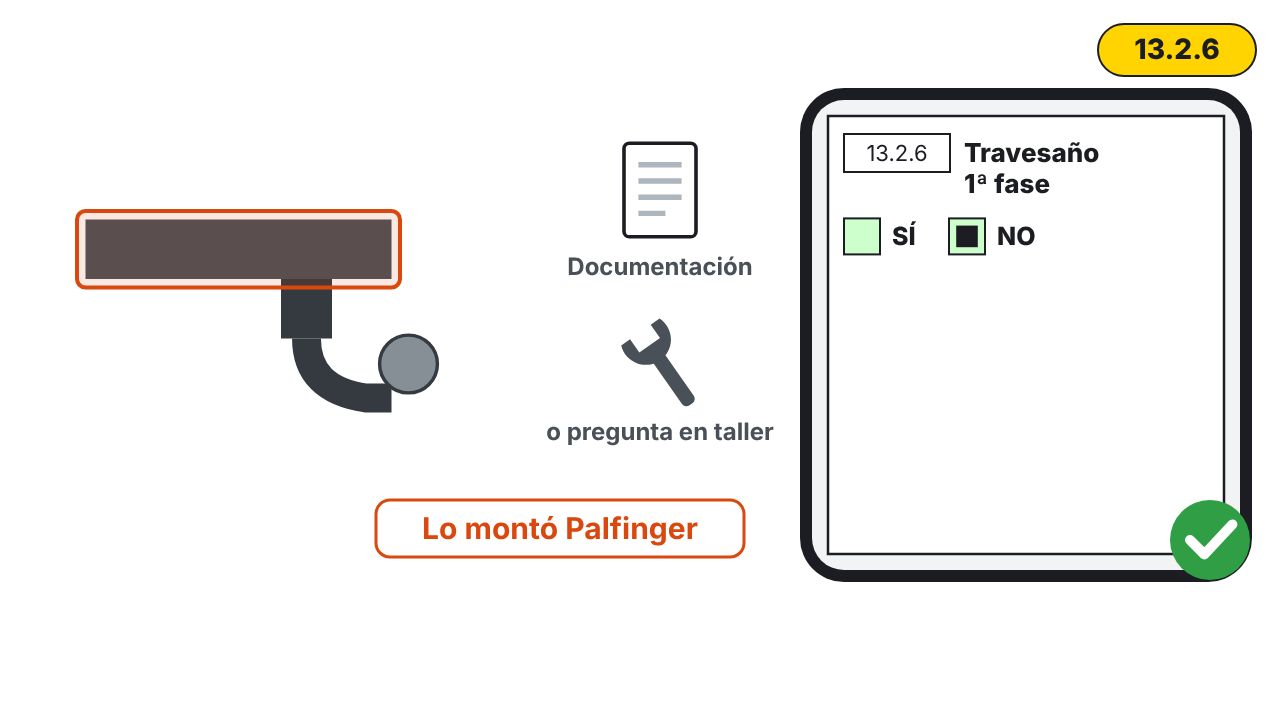 13.2.6
13.2.6
Travesaño
1ª fase
SÍ
NO
Documentación
o pregunta en taller
Lo montó Palfinger